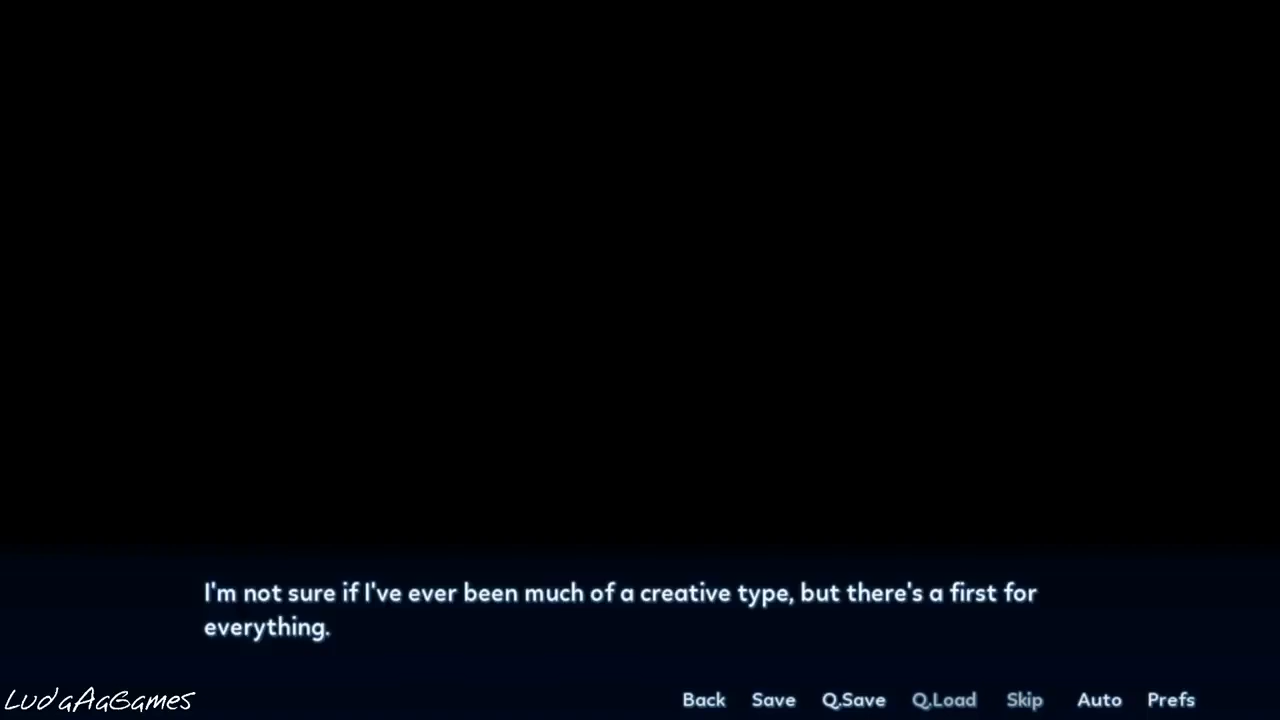 I'm not sure if I've ever been much of a creative type, but there's a first for
everything.
LudaAaGames
Back Save Q.Save Q.Load Skip Auto Prefs